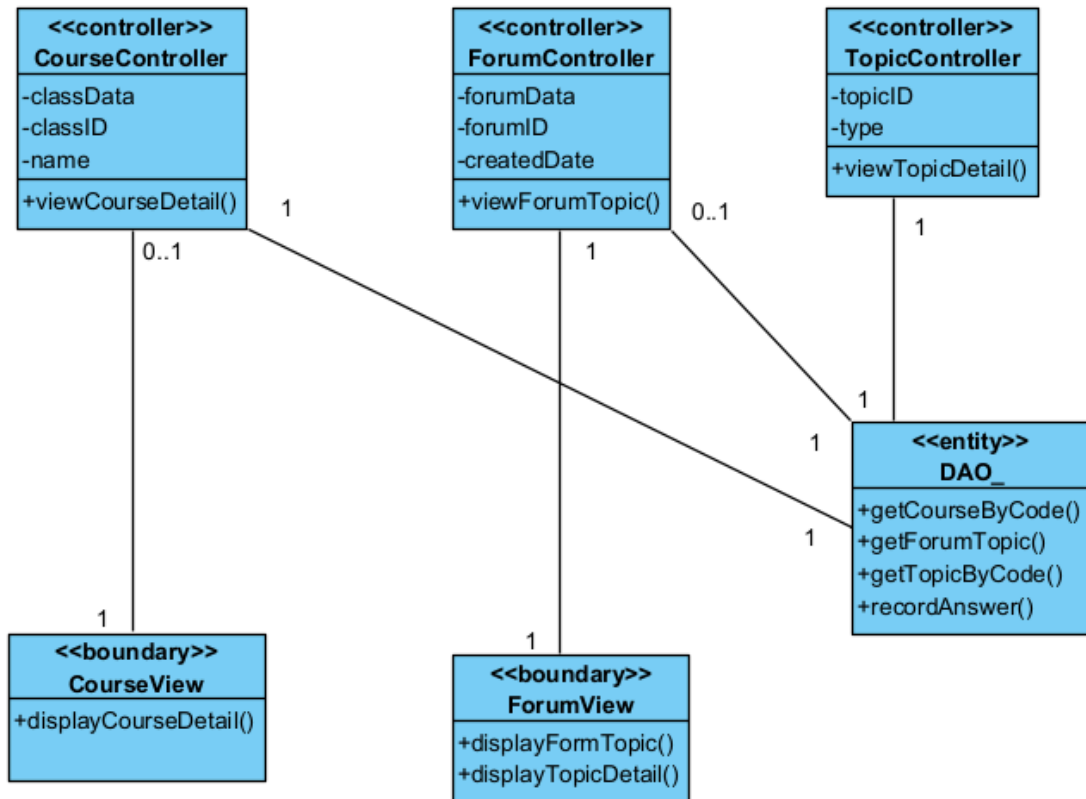 <<controller>>
CourseController
-classData
-classID
-name
+viewCourseDetail()
<<controller>>
ForumController
-forumData
-forumID
-createdDate
+viewForumTopic()
<<controller>>
TopicController
-topicID
-type
+viewTopicDetail()
1
0..1
0..1
1
1
1
1
1
1
1
<<entity>>
DAO_
+getCourseByCode()
+getForumTopic()
+getTopicByCode()
+recordAnswer()
<<boundary>>
CourseView
+displayCourseDetail()
<<boundary>>
ForumView
+displayFormTopic()
+displayTopicDetail()